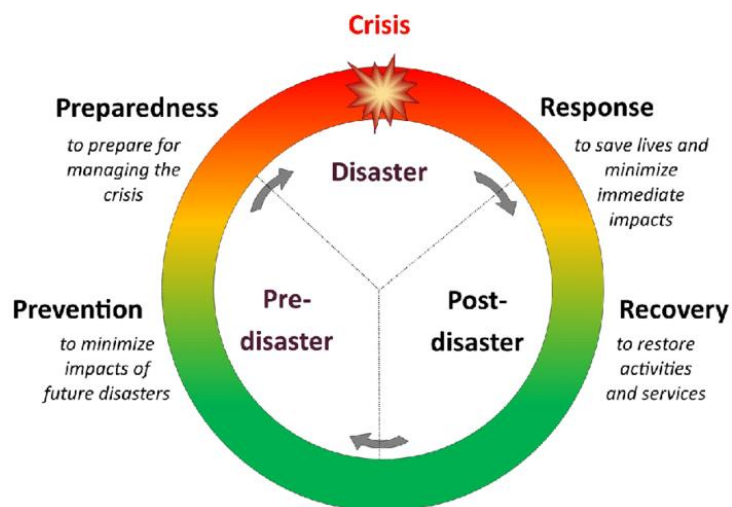 Crisis
Preparedness
to prepare for
managing the
crisis
Response
to save lives and
minimize
immediate
impacts
Disaster
Prevention
to minimize
impacts of
future disasters
Pre-
disaster
Post-
disaster
Recovery
to restore
activities
and services